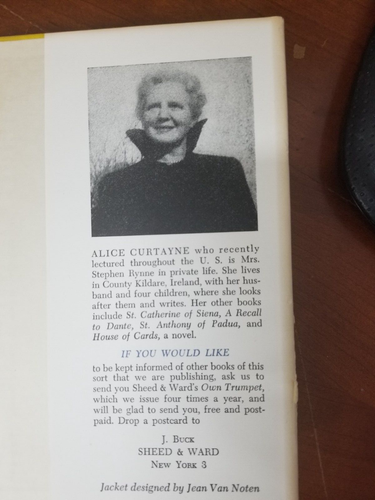 ALICE CURTAYNE who recently
lectured throughout the U. S. is Mrs.
Stephen Rynne in private life. She lives
in County Kildare, Ireland, with her hus-
band and four children, where she looks
after them and writes. Her other books
include St. Catherine of Siena, A Recall
to Dante, St. Anthony of Padua, and
House of Cards, a novel.
IF YOU WOULD LIKE
to be kept informed of other books of this
sort that we are publishing, ask us to
send you Sheed & Ward's Own Trumpet,
which we issue four times a year, and
will be glad to send you, free and post-
paid. Drop a postcard to
J. BUCK
SHEED & WARD
NEW YORK 3
Jacket designed by Jean Van Noten